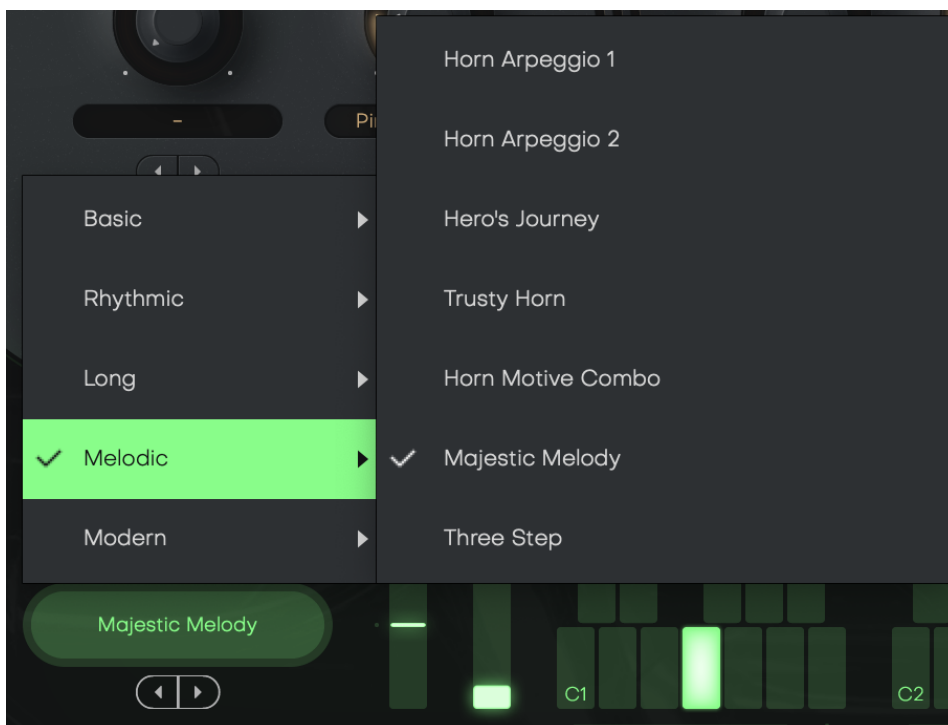 -
Pi
Basic
Rhythmic
Long
Melodic
Modern
Horn Arpeggio 1
Horn Arpeggio 2
Hero's Journey
Trusty Horn
Horn Motive Combo
Majestic Melody
Three Step
Majestic Melody
C1
C2